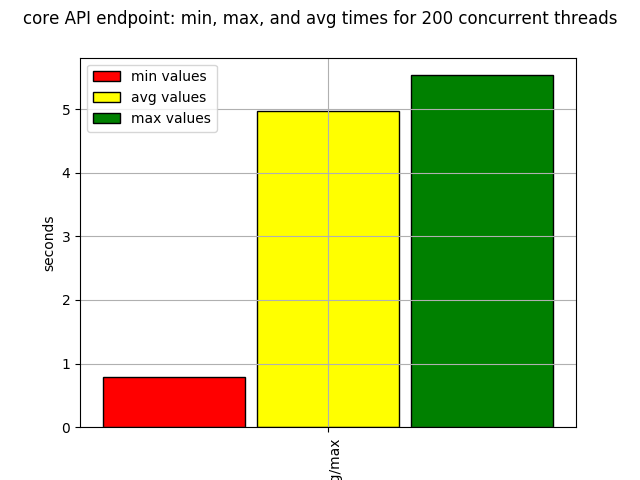 core API endpoint: min, max, and avg times for 200 concurrent threads
min values
avg values
max values
5
4
3
2
1
0
seconds
g/max